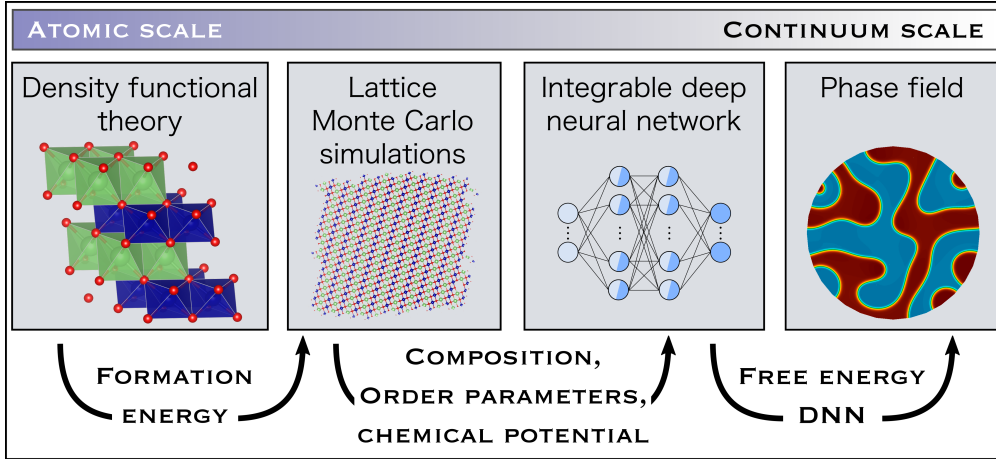 Atomic scale
Continuum scale
Density functional
theory
Lattice
Monte Carlo
simulations
Integrable deep
neural network
Phase field
Formation
energy
Composition,
Order parameters,
chemical potential
Free energy
DNN